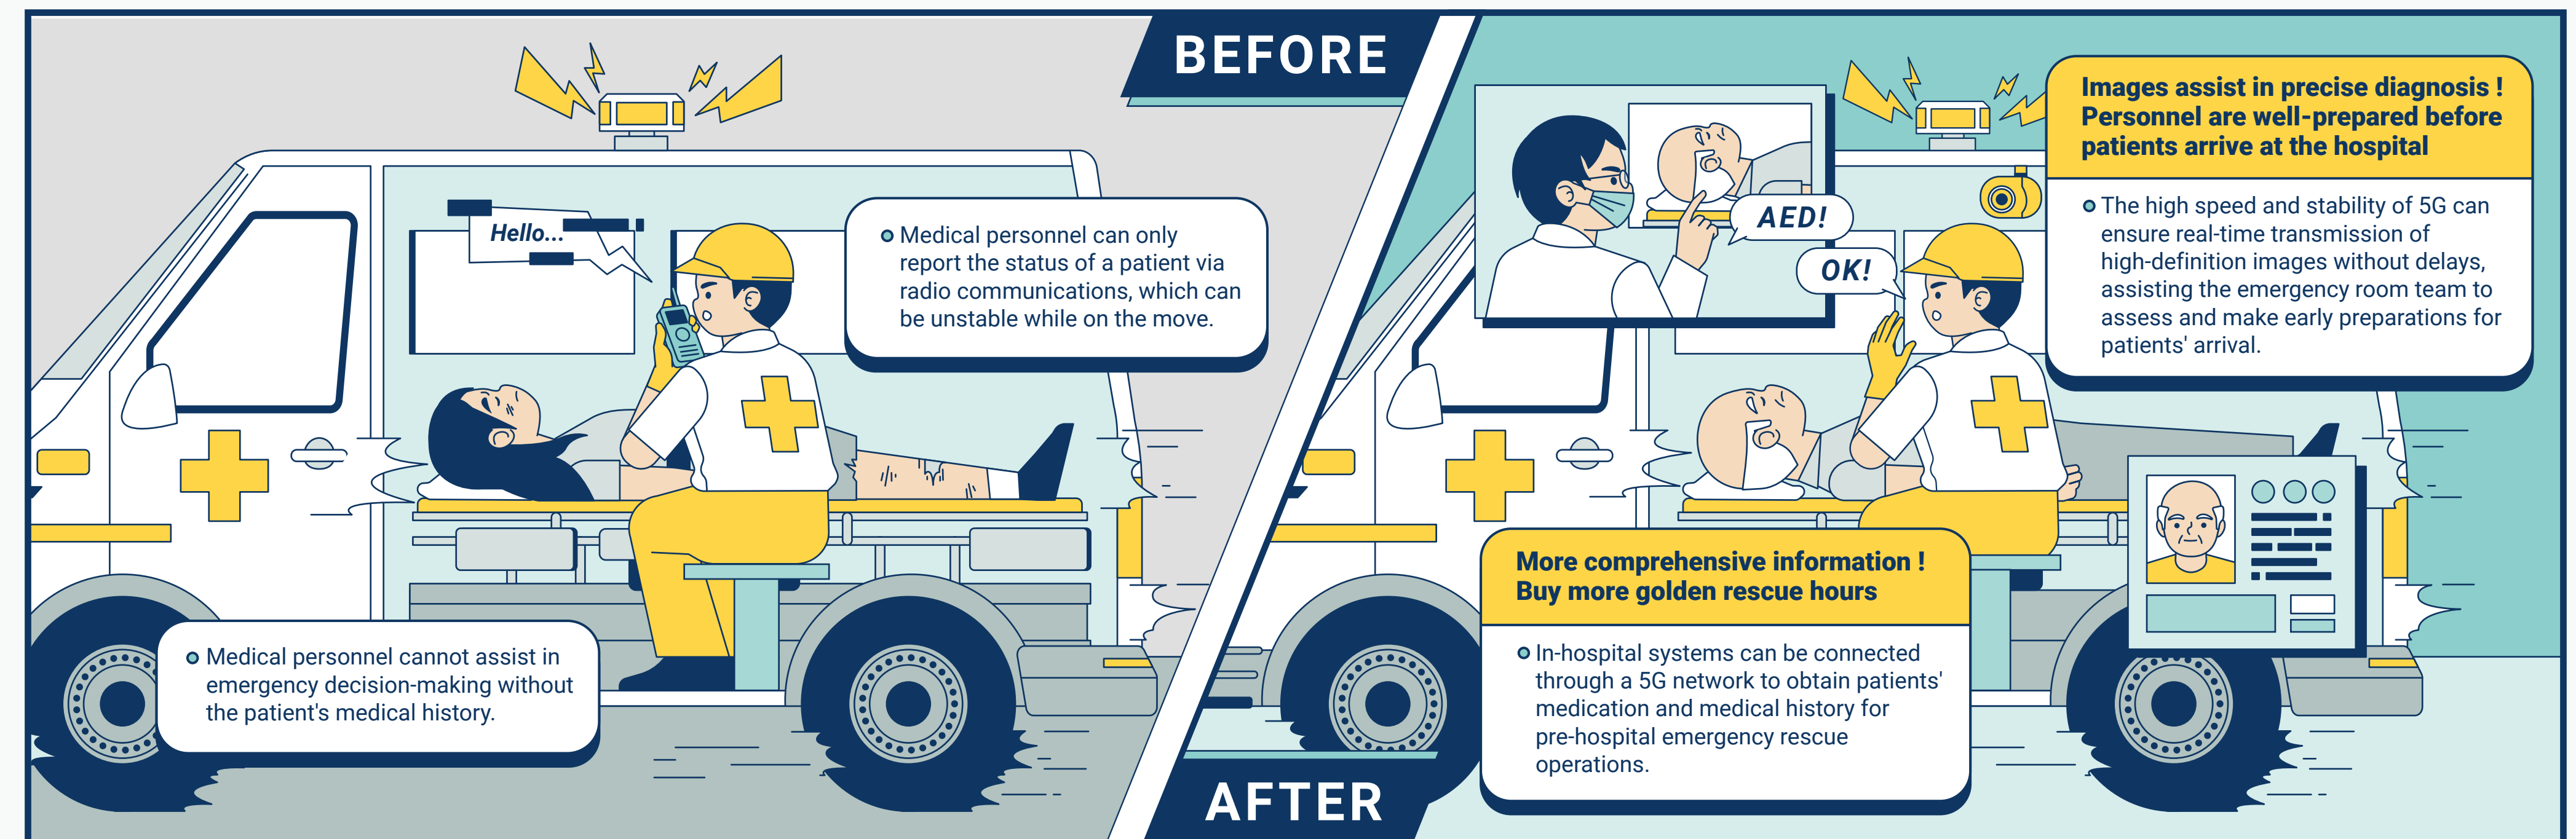 BEFORE
Hello...
Medical personnel can only
report the status of a patient via
radio communications, which can
be unstable while on the move.
Medical personnel cannot assist in
emergency decision-making without
the patient's medical history.
AFTER
AED!
OK!
Images assist in precise diagnosis !
Personnel are well-prepared before
patients arrive at the hospital
The high speed and stability of 5G can
ensure real-time transmission of
high-definition images without delays,
assisting the emergency room team to
assess and make early preparations for
patients' arrival.
More comprehensive information !
Buy more golden rescue hours
In-hospital systems can be connected
through a 5G network to obtain patients'
medication and medical history for
pre-hospital emergency rescue
operations.